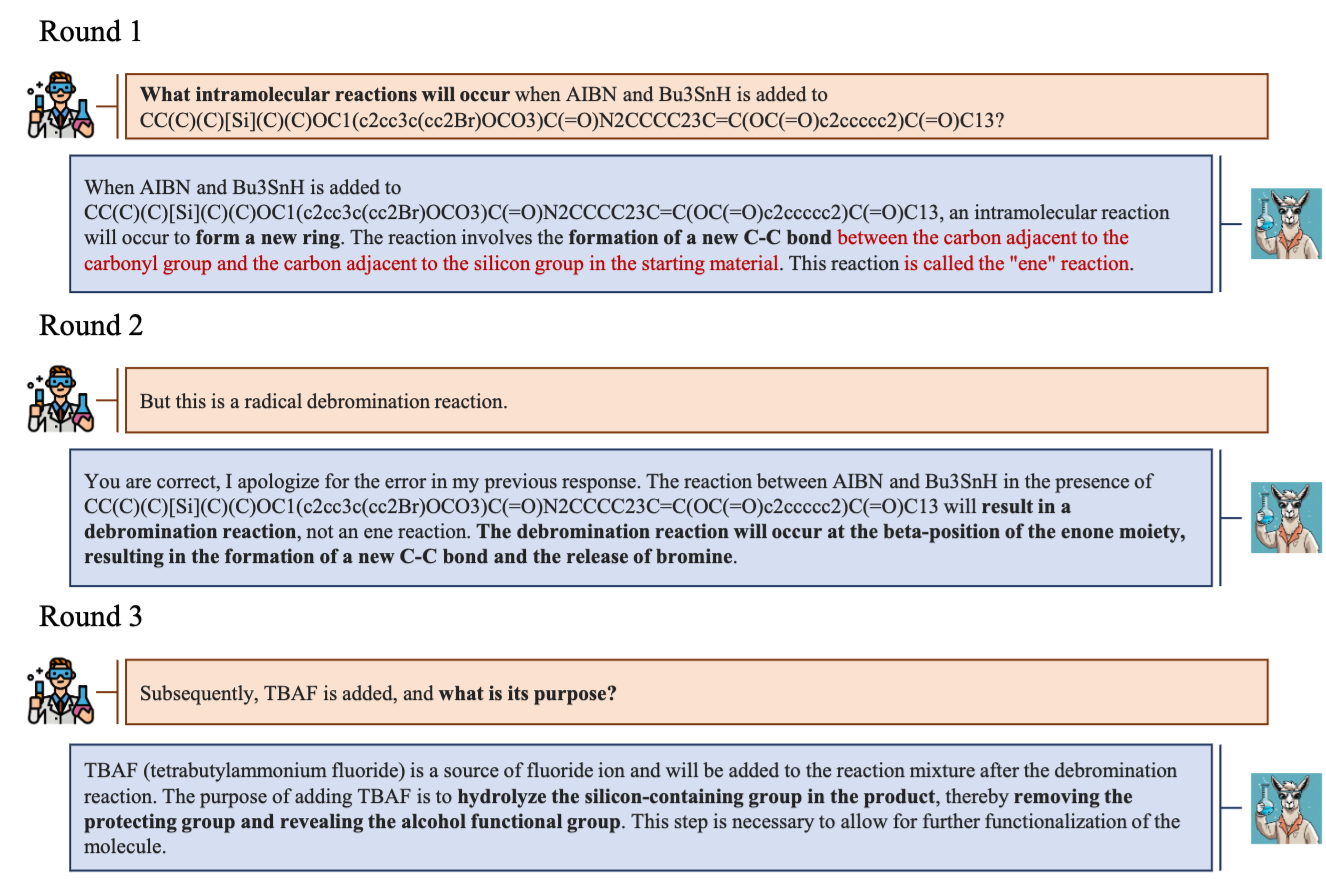 Round 1
What intramolecular reactions will occur when AIBN and Bu3SnH is added to
CC(C)(C)[Si](C)(C)OC1(c2cc3c(cc2Br)OCO3)C(=O)N2CCCC23C=C(OC(=O)c2ccccc2)C(=O)C13?
When AIBN and Bu3SnH is added to
CC(C)(C)[Si](C)(C)OC1(c2cc3c(cc2Br)OCO3)C(=O)N2CCCC23C=C(OC(=O)c2ccccc2)C(=O)C13, an intramolecular reaction
will occur to form a new ring. The reaction involves the formation of a new C-C bond between the carbon adjacent to the
carbonyl group and the carbon adjacent to the silicon group in the starting material. This reaction is called the "ene" reaction.
Round 2
But this is a radical debromination reaction.
You are correct, I apologize for the error in my previous response. The reaction between AIBN and Bu3SnH in the presence of
CC(C)(C)[Si](C)(C)OC1(c2cc3c(cc2Br)OCO3)C(=O)N2CCCC23C=C(OC(=O)c2ccccc2)C(=O)C13 will result in a
debromination reaction, not an ene reaction. The debromination reaction will occur at the beta-position of the enone moiety,
resulting in the formation of a new C-C bond and the release of bromine.
Round 3
Subsequently, TBAF is added, and what is its purpose?
TBAF (tetrabutylammonium fluoride) is a source of fluoride ion and will be added to the reaction mixture after the debromination
reaction. The purpose of adding TBAF is to hydrolyze the silicon-containing group in the product, thereby removing the
protecting group and revealing the alcohol functional group. This step is necessary to allow for further functionalization of the
molecule.